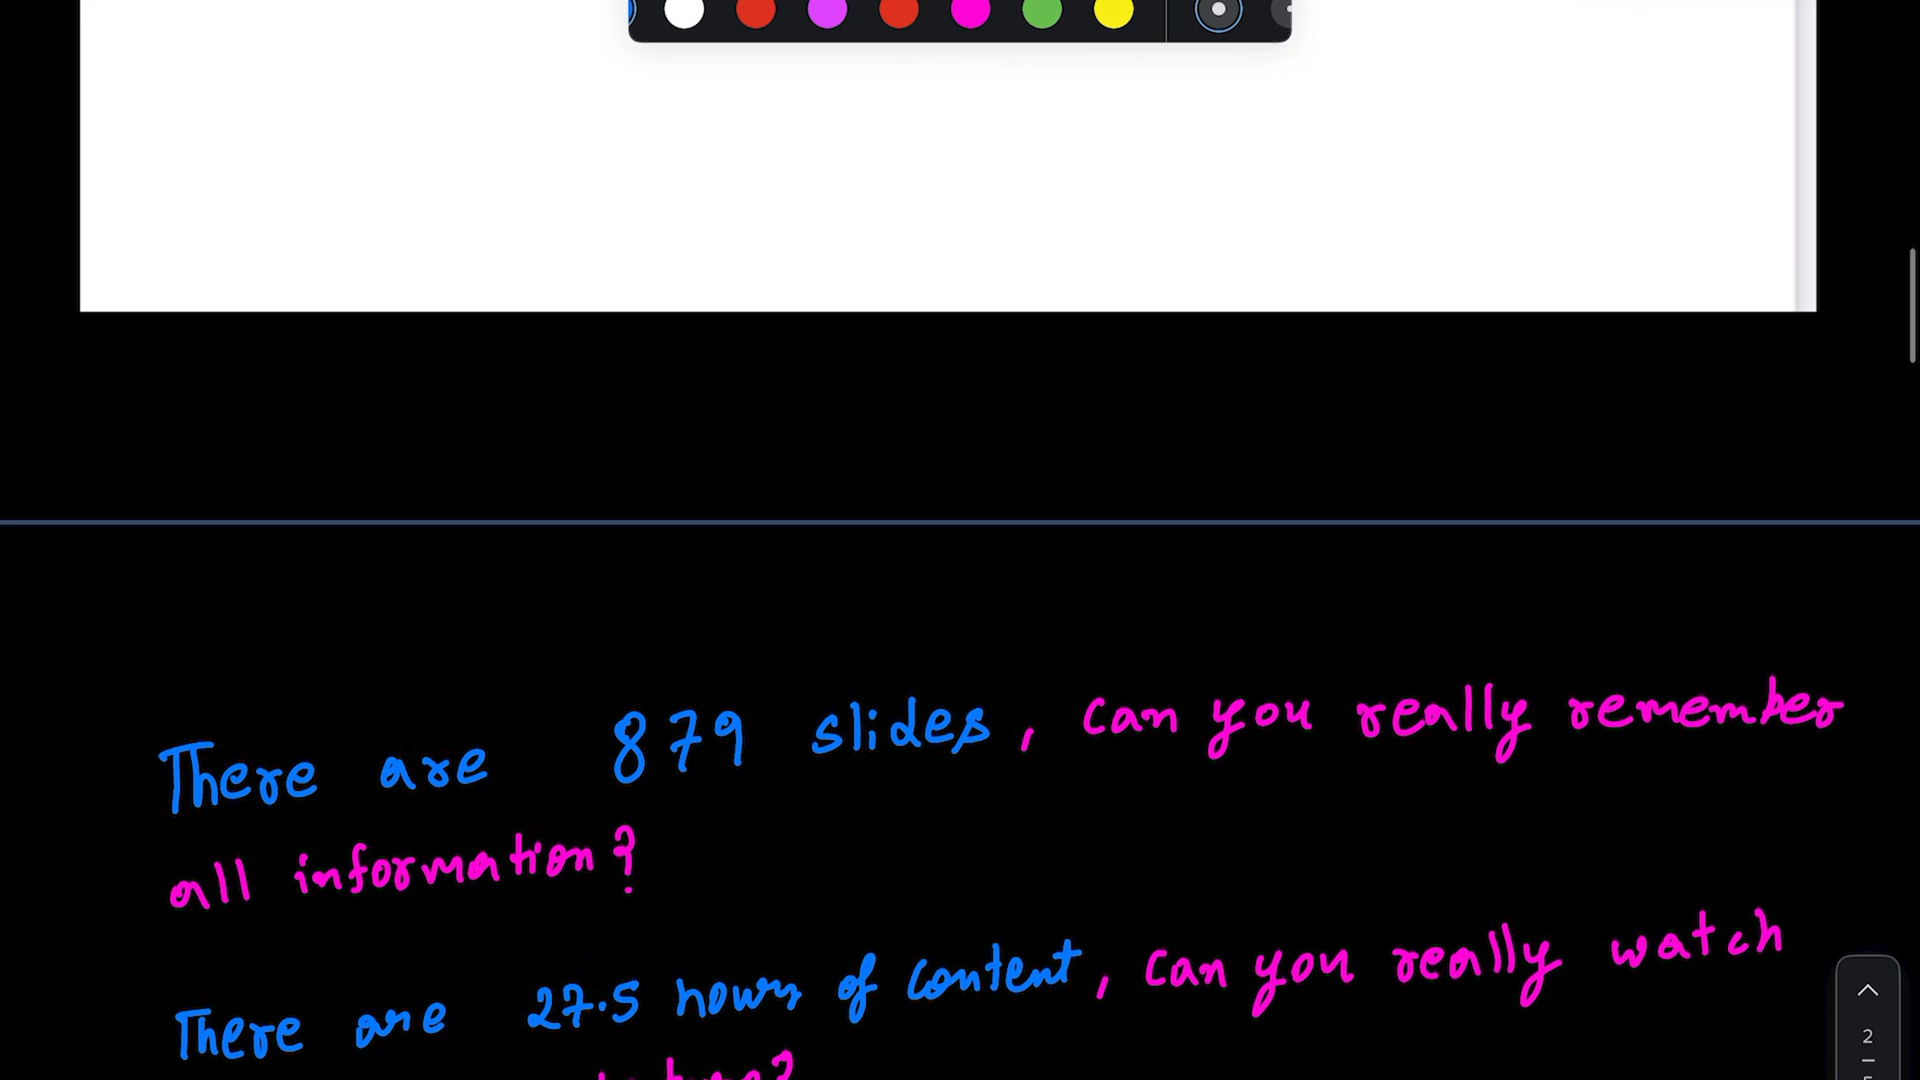 There are 879 slides, can you really remember
all information?
There are 27.5 hours of content, can you really watch
2